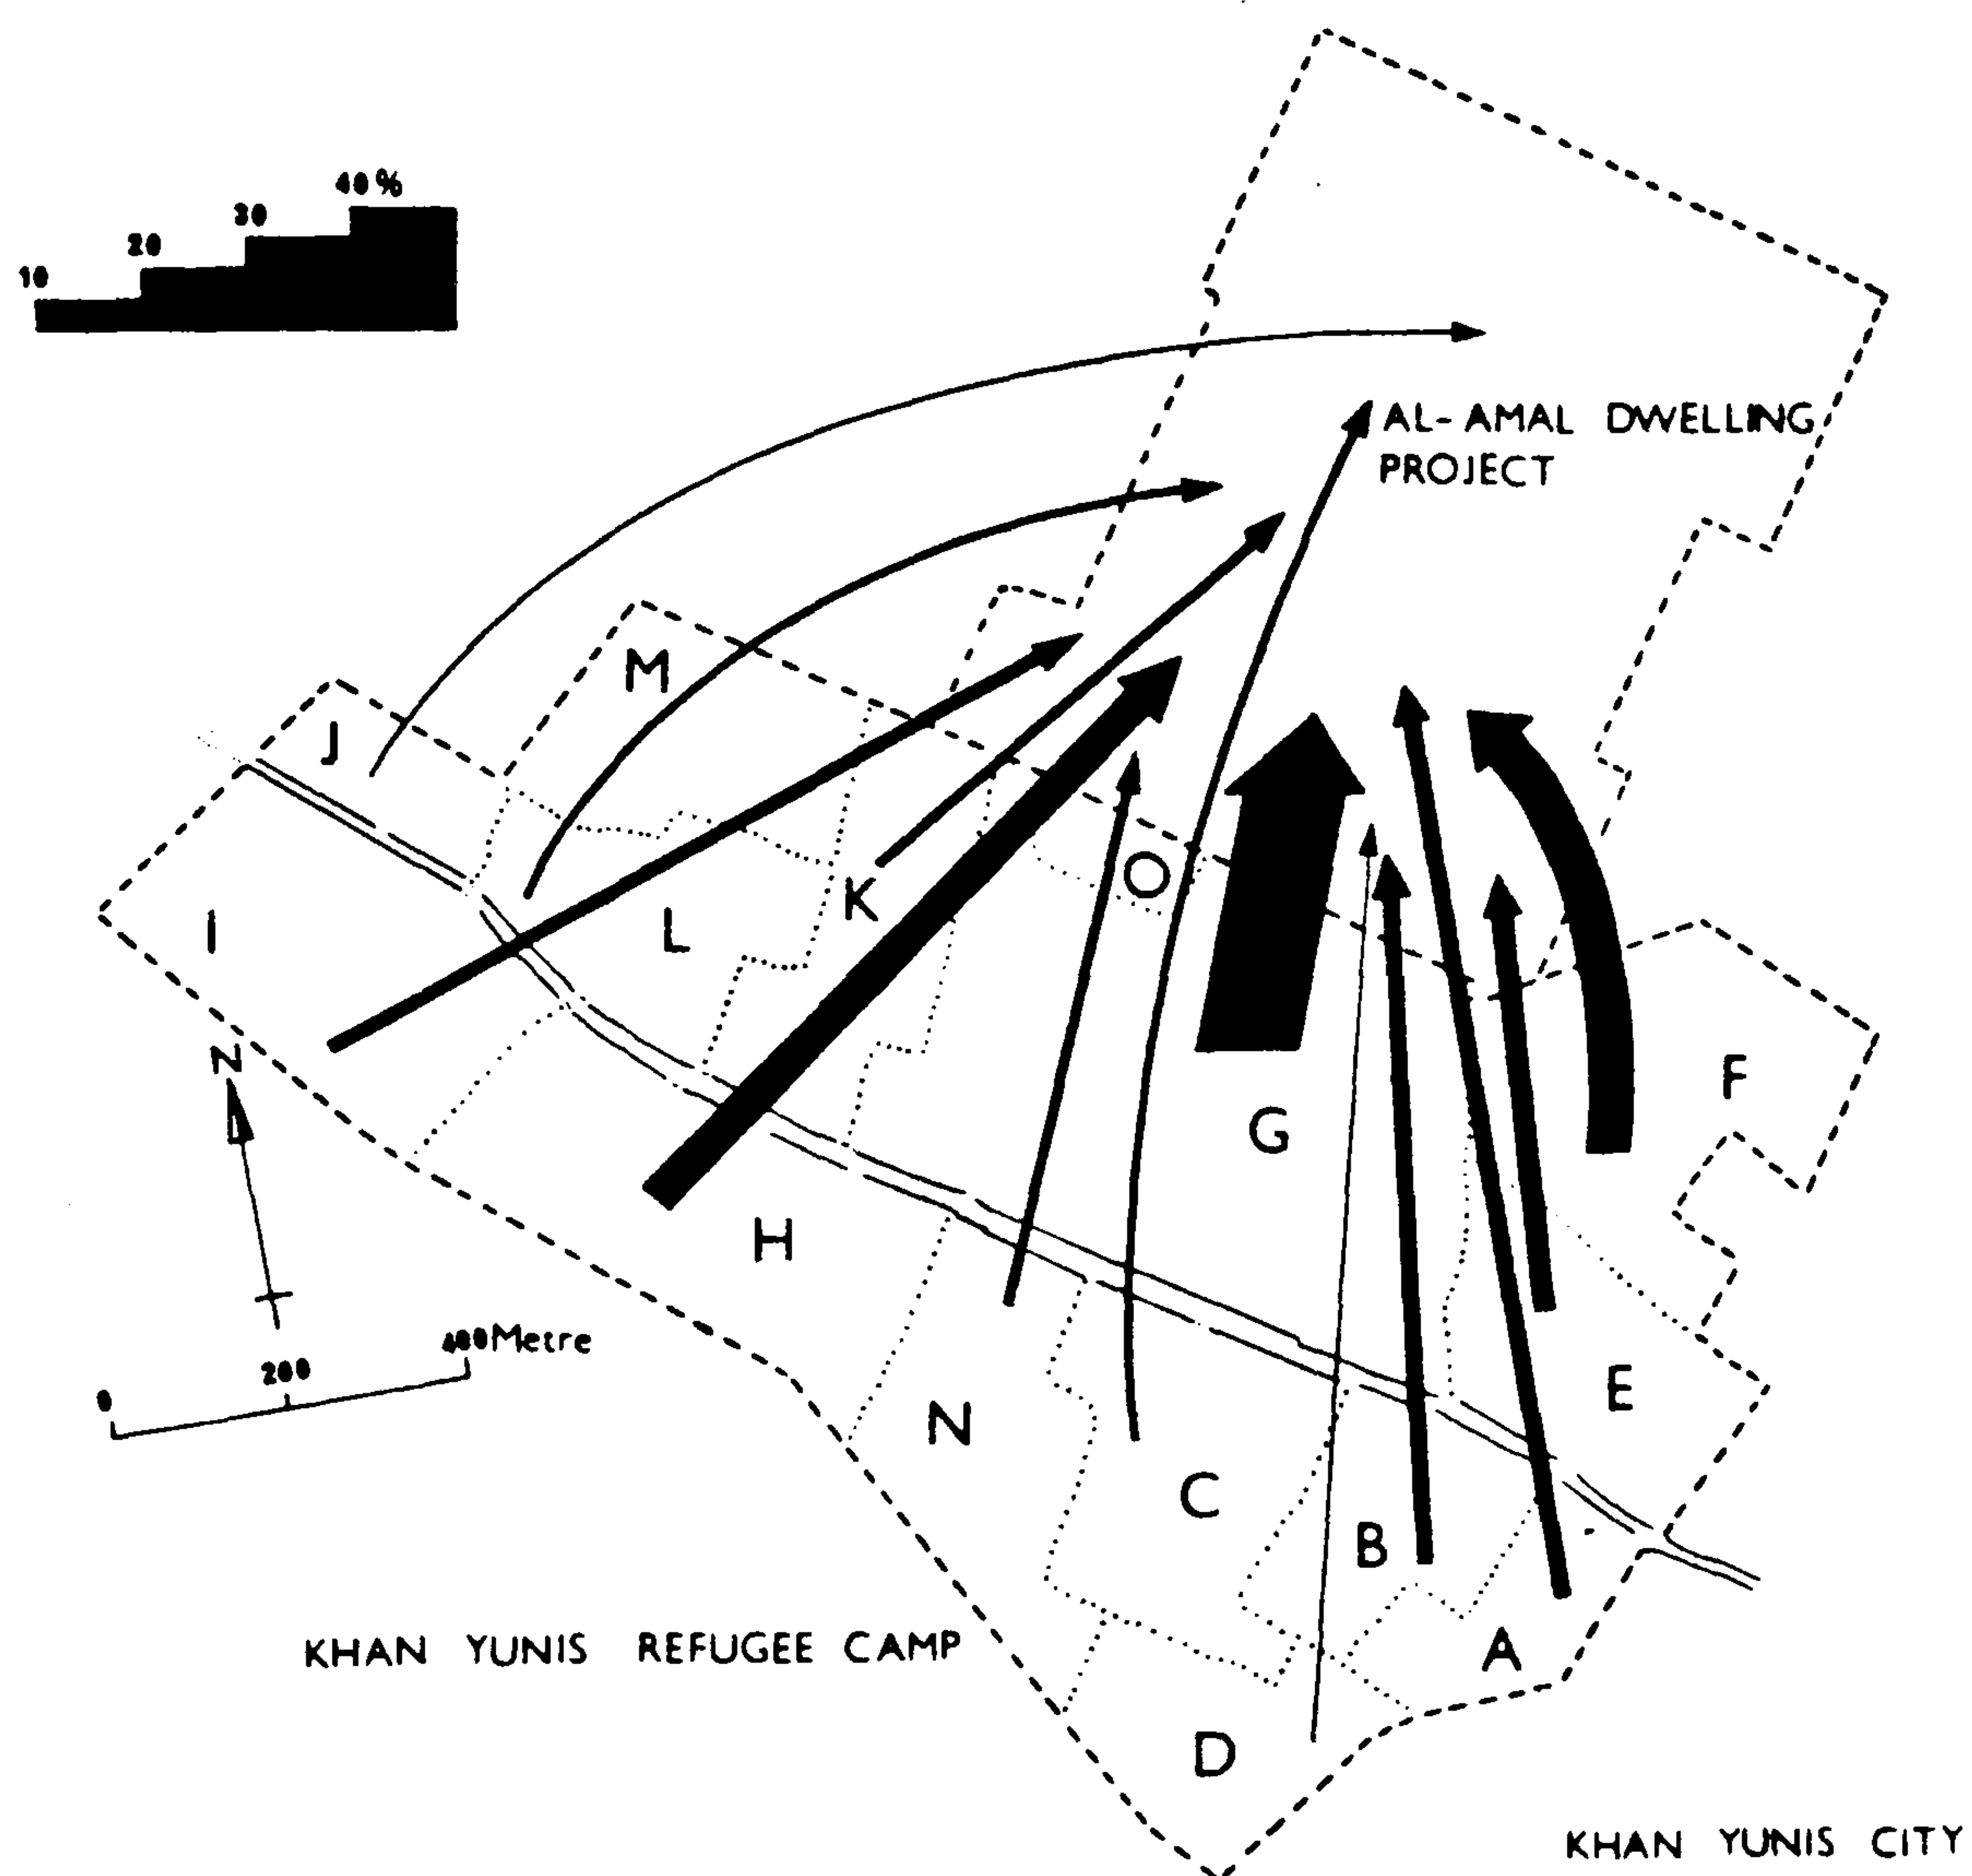 40%
30
20
10
AL-AMAL DWELLING
PROJECT
M
J
O
K
I
L
N
F
G
H
400Metre
200
0
E
N
C
B
KHAN YUNIS REFUGEE CAMP
A
D
KHAN YUNIS CITY